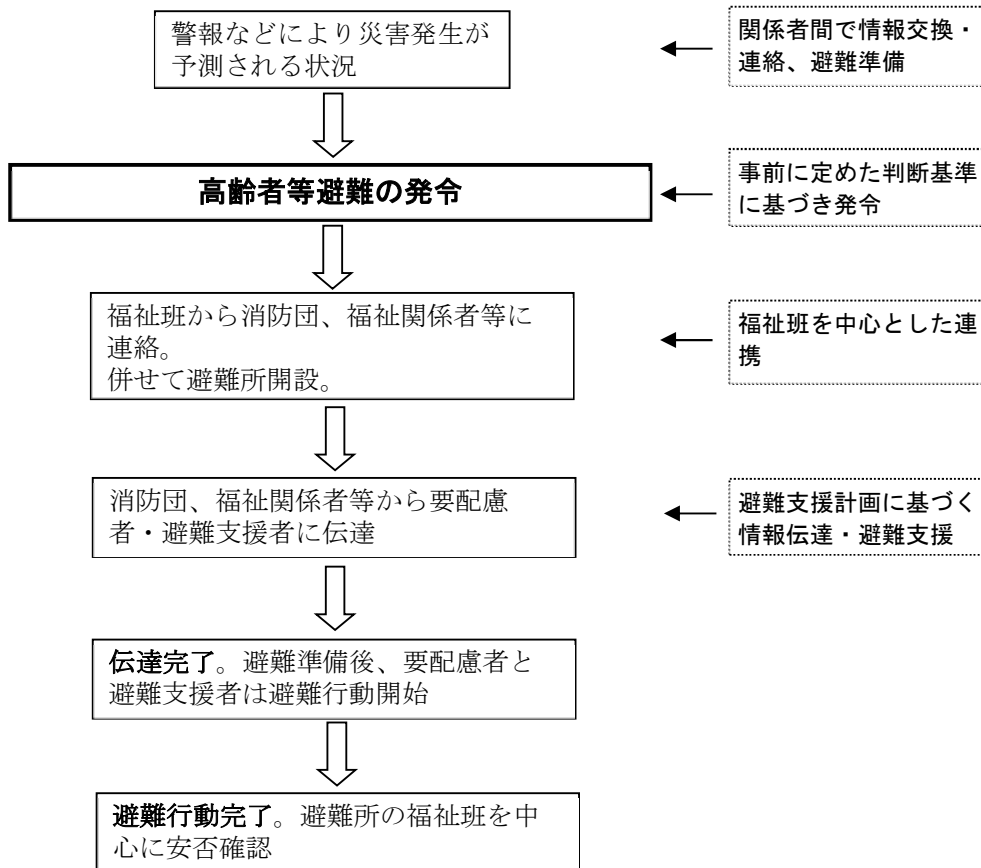 警報などにより災害発生が
予測される状況
関係者間で情報交換・
連絡、避難準備
高齢者等避難の発令
事前に定めた判断基準
に基づき発令
福祉班から消防団、福祉関係者等に
連絡。
併せて避難所開設。
福祉班を中心とした連
携
消防団、福祉関係者等から要配慮
者・避難支援者に伝達
避難支援計画に基づく
情報伝達・避難支援
伝達完了。避難準備後、要配慮者と
避難支援者は避難行動開始
避難行動完了。避難所の福祉班を中
心に安否確認